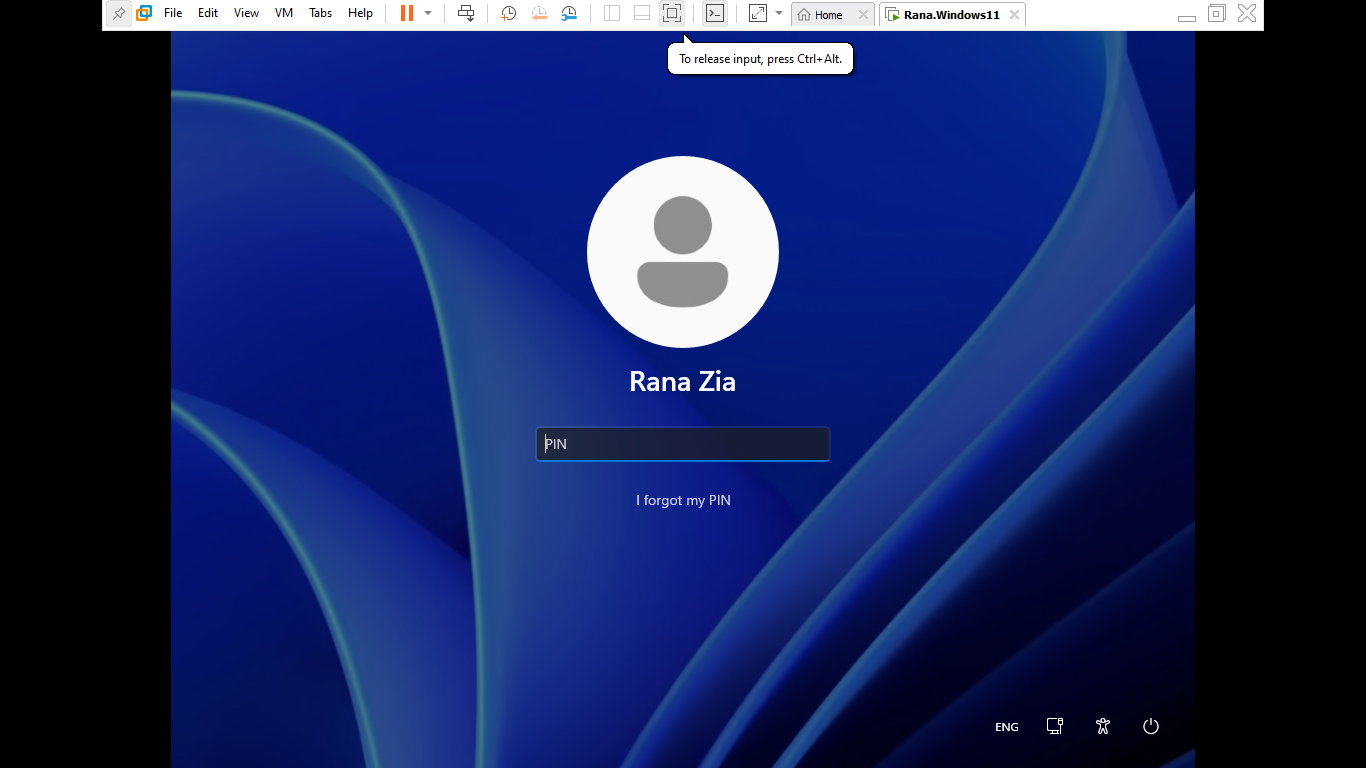 File Edit View VM Tabs Help Home Rana.Windows11
To release input, press Ctrl+Alt.
Rana Zia
PIN
I forgot my PIN
ENG